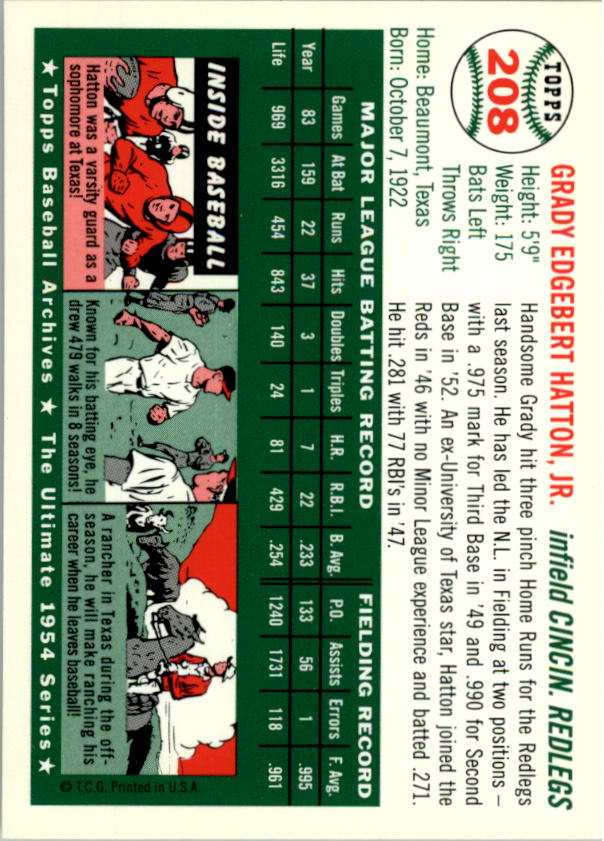 TOPPS
208
GRADY EDGEBERT HATTON, JR. infield CINCIN. REDLEGS
Height: 5'9"
Weight: 175
Bats Left
Throws Right
Home: Beaumont, Texas
Born: October 7, 1922
Handsome Grady hit three pinch Home Runs for the Redlegs
last season. He has led the N.L. in Fielding at two positions –
with a .975 mark for Third Base in '49 and .990 for Second
Base in '52. An ex-University of Texas star, Hatton joined the
Reds in '46 with no Minor League experience and batted .271.
He hit .281 with 77 RBI's in '47.
MAJOR LEAGUE BATTING RECORD FIELDING RECORD
Games At Bat Runs Hits Doubles Triples H.R. R.B.I. B. Avg. P.O. Assists Errors F. Avg.
Year 83 159 22 37 3 1 7 22 .233 133 56 1 .995
Life 969 3316 454 843 140 24 81 429 .254 1240 1731 118 .961
INSIDE BASEBALL
Hatton was a varsity guard as a
sophomore at Texas!
Known for his batting eye, he
drew 479 walks in 8 seasons!
A rancher in Texas during the off-
season, he will make ranching his
career when he leaves baseball!
★ Topps Baseball Archives ★ The Ultimate 1954 Series ★
© T.C.G. Printed in U.S.A.